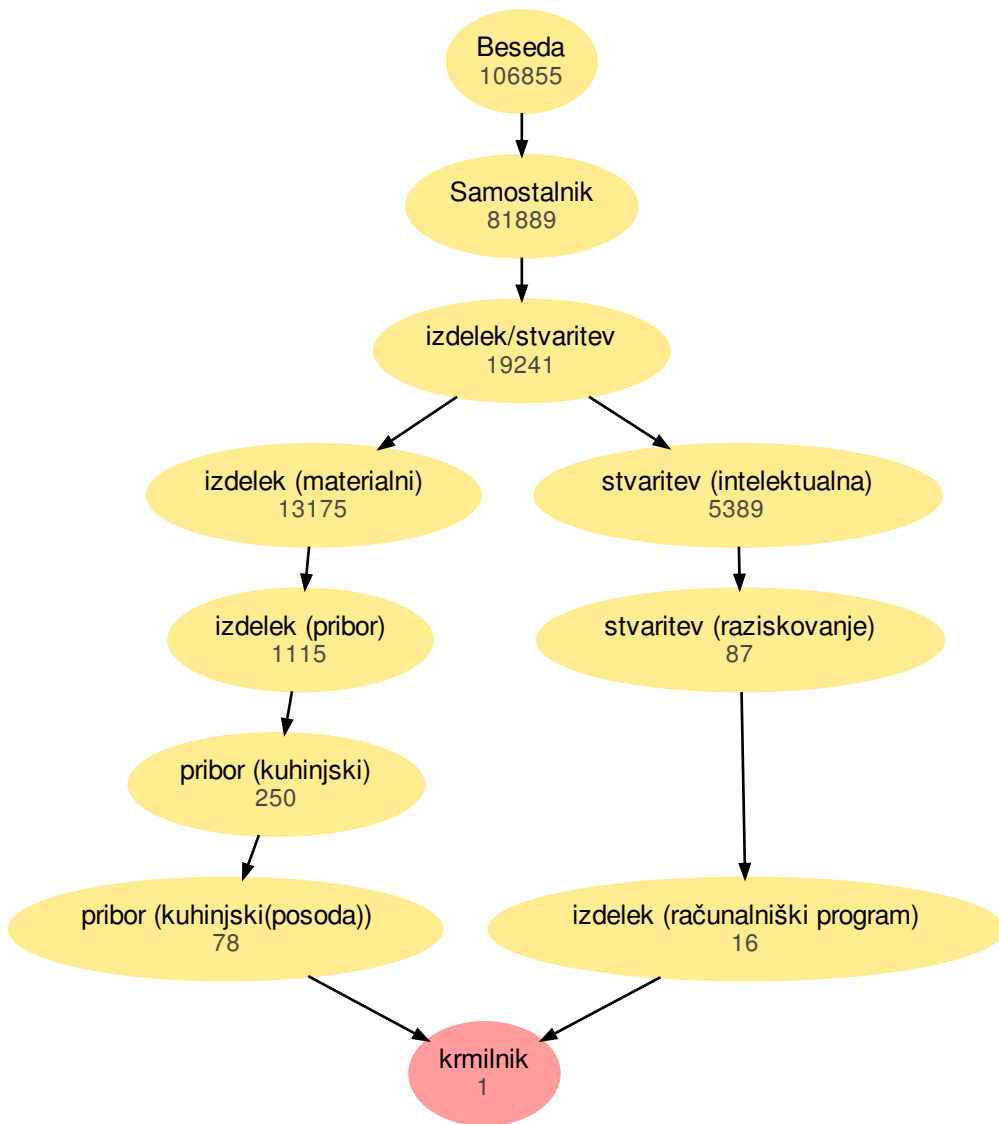 Beseda
106855
Samostalnik
81889
izdelek/stvaritev
19241
izdelek (materialni)
13175
stvaritev (intelektualna)
5389
izdelek (pribor)
1115
stvaritev (raziskovanje)
87
pribor (kuhinjski)
250
pribor (kuhinjski(posoda))
78
izdelek (računalniški program)
16
krmilnik
1